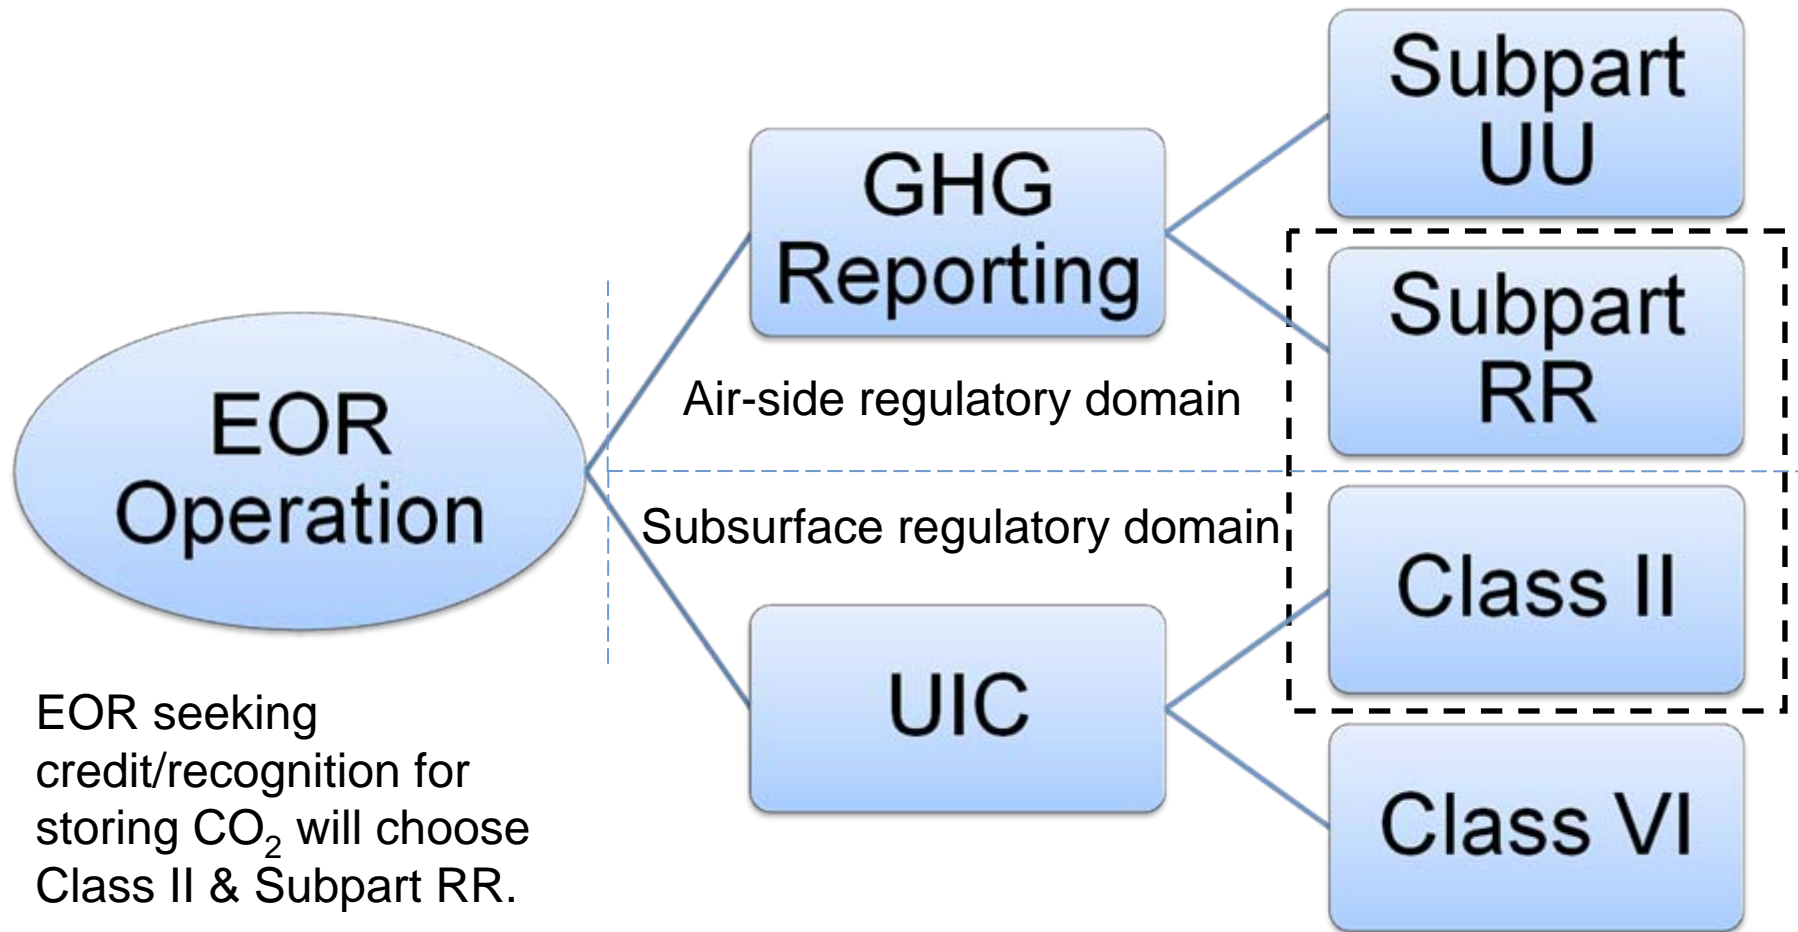 Subpart
UU
GHG
Reporting
Subpart
RR
Air-side regulatory domain
EOR
Operation
Subsurface regulatory domain
Class II
UIC
Class VI
EOR seeking
credit/recognition for
storing CO₂ will choose
Class II & Subpart RR.